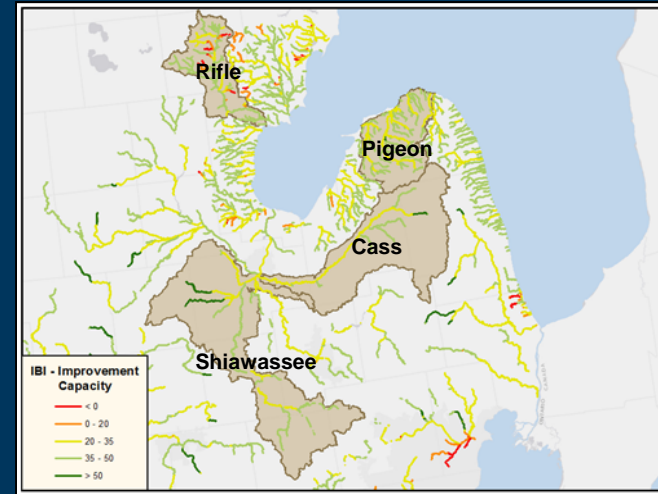 Rifle
Pigeon
Cass
Shiawassee
IBI - Improvement
Capacity
< 0
0 - 20
20 - 35
35 - 50
> 50